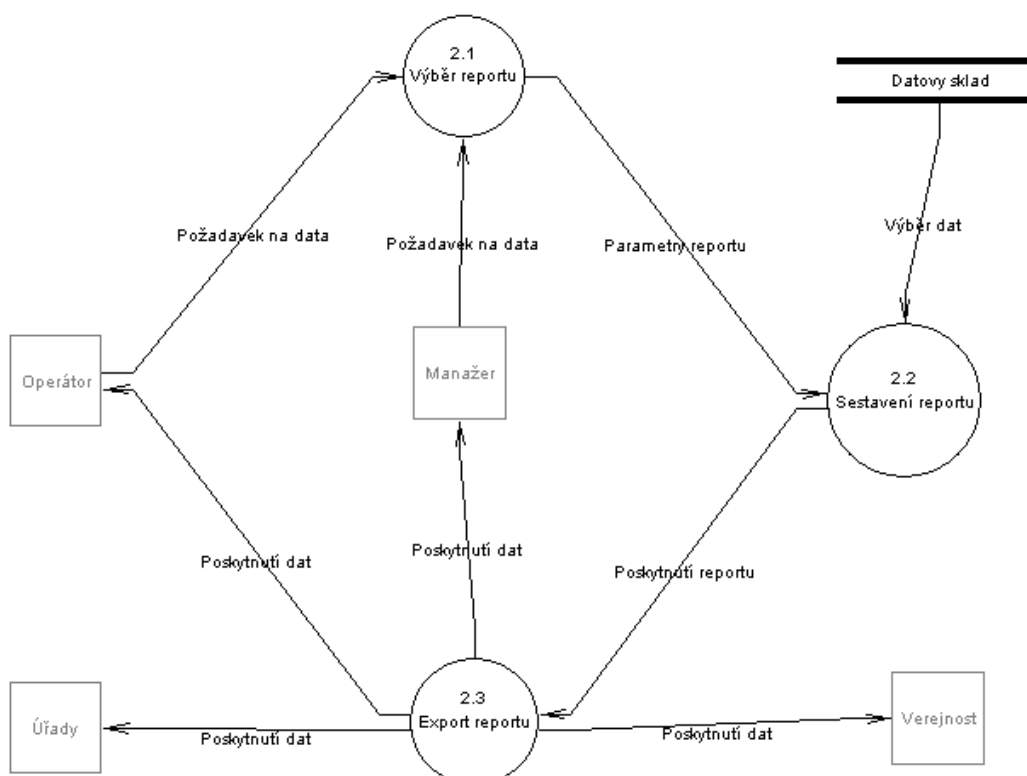 2.1
Výběr reportu
Datovy sklad
Výběr dat
Požadavek na data
Požadavek na data
Parametry reportu
Operátor
Manažer
2.2
Sestavení reportu
Poskytnutí dat
Poskytnutí dat
Poskytnutí reportu
2.3
Export reportu
Úřady
Verejnost
Poskytnutí dat
Poskytnutí dat